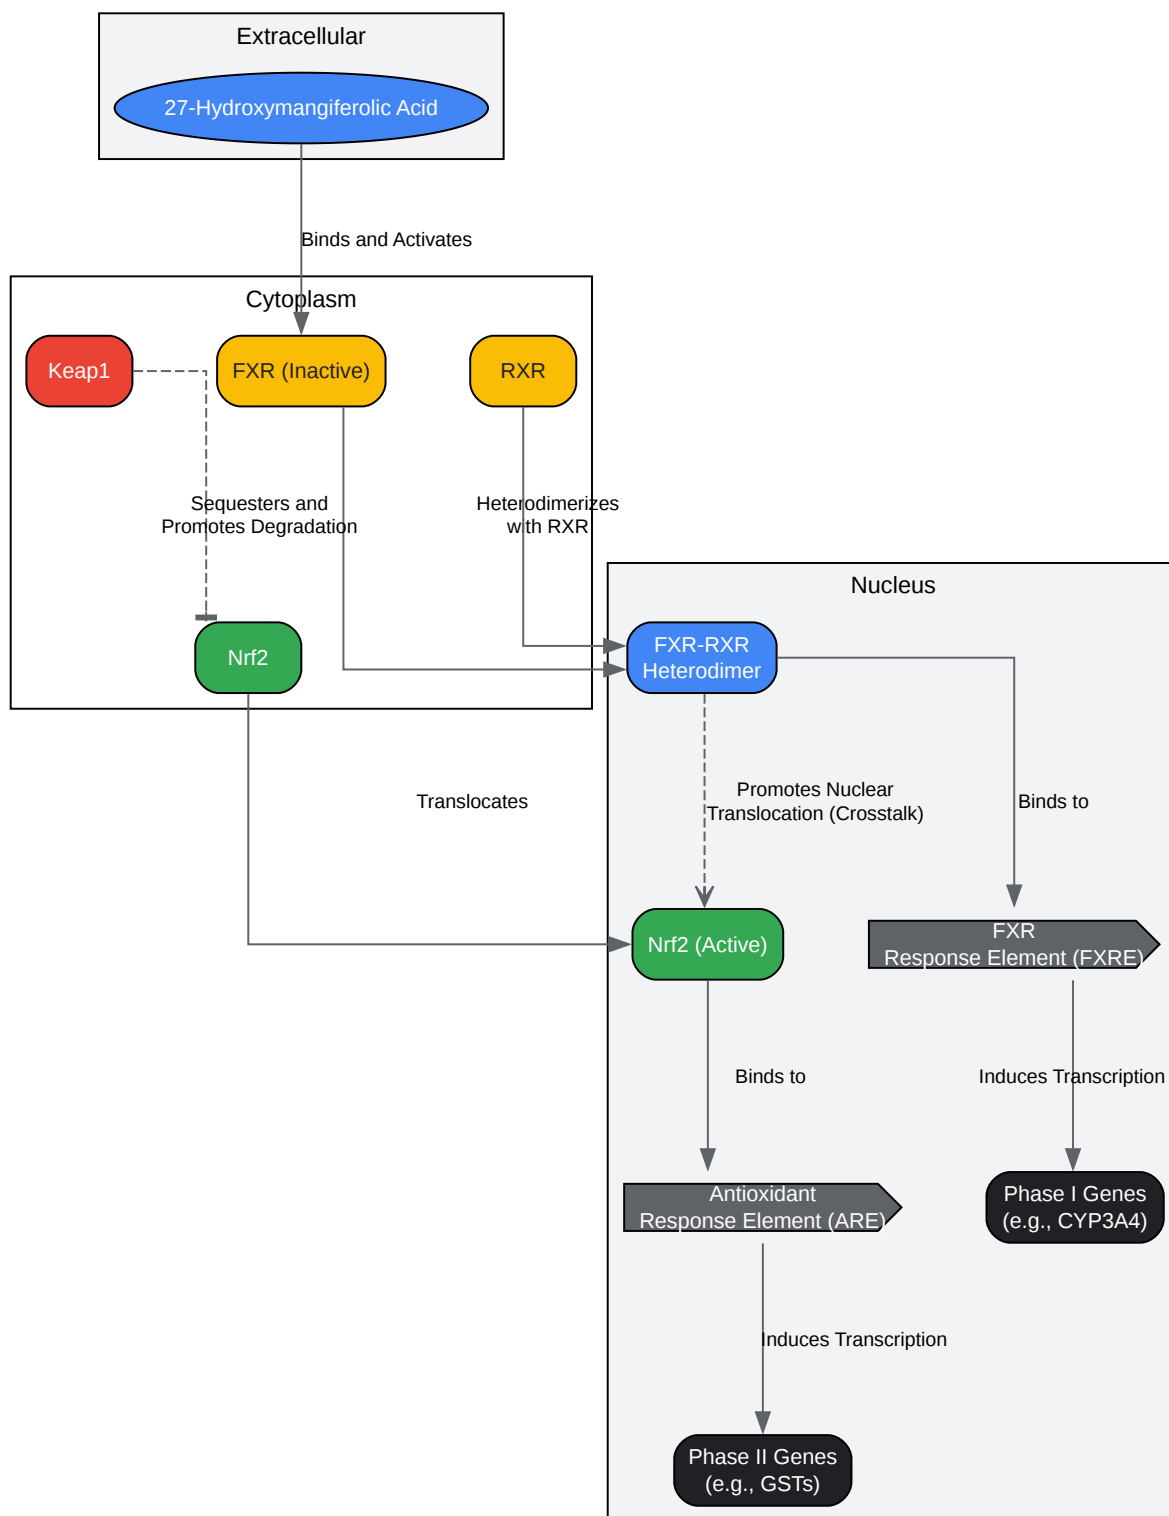 Extracellular
27-Hydroxymangiferolic Acid
Binds and Activates
Cytoplasm
Keap1
FXR (Inactive)
RXR
Sequesters and
Promotes Degradation
Heterodimerizes
with RXR
Nucleus
Nrf2
FXR-RXR
Heterodimer
Translocates
Promotes Nuclear
Translocation (Crosstalk)
Binds to
Nrf2 (Active)
FXR
Response Element (FXRE)
Binds to
Induces Transcription
Antioxidant
Response Element (ARE)
Phase I Genes
(e.g., CYP3A4)
Induces Transcription
Phase II Genes
(e.g., GSTs)